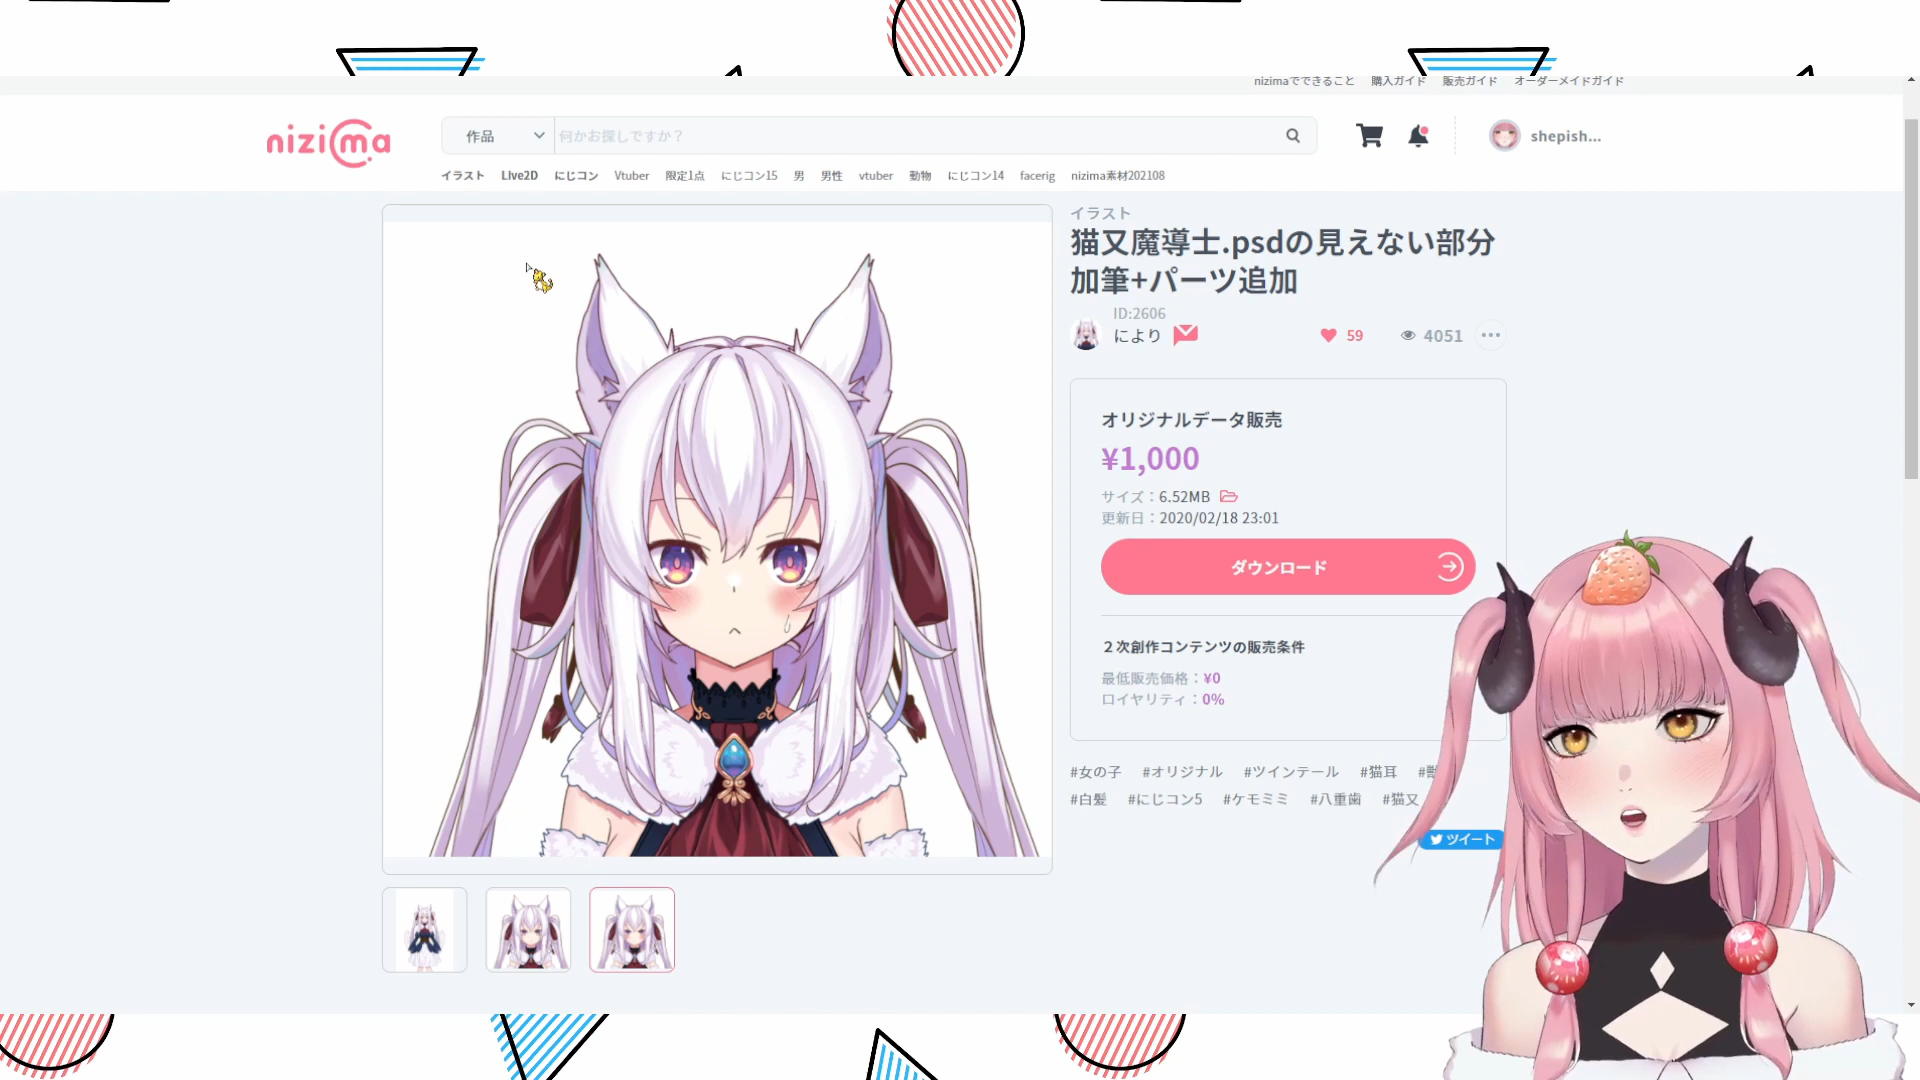 nizimaでできること 購入ガイド 販売ガイド オーダーメイドガイド
nizima
作品
何かお探しですか？
shepish...
イラスト Live2D にじコン Vtuber 限定1点 にじコン15 男 男性 vtuber 動物 にじコン14 facerig nizima素材202108
イラスト
猫又魔導士.psdの見えない部分
加筆+パーツ追加
ID:2606
により
59
4051
オリジナルデータ販売
¥1,000
サイズ：6.52MB
更新日：2020/02/18 23:01
ダウンロード
２次創作コンテンツの販売条件
最低販売価格：¥0
ロイヤリティ：0%
#女の子 #オリジナル #ツインテール #猫耳
#白髪 #にじコン5 #ケモミミ #八重歯 #猫又
ツイート